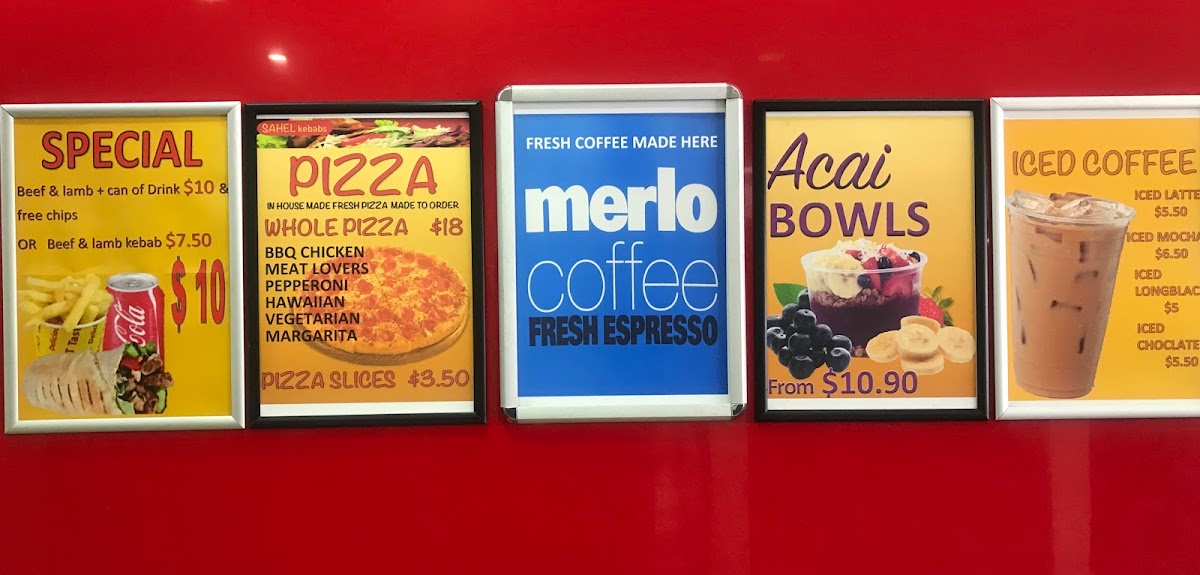 SPECIAL
Beef & lamb + can of Drink $10 &
free chips
OR Beef & lamb kebab $7.50
$10
Cola
SAHEL kebabs
PIZZA
IN HOUSE MADE FRESH PIZZA MADE TO ORDER
WHOLE PIZZA $18
BBQ CHICKEN
MEAT LOVERS
PEPPERONI
HAWAIIAN
VEGETARIAN
MARGARITA
PIZZA SLICES $3.50
FRESH COFFEE MADE HERE
merlo
coffee
FRESH ESPRESSO
Acai
BOWLS
From $10.90
ICED COFFEE
ICED LATTE
$5.50
ICED MOCHA
$6.50
ICED
LONGBLAC
$5
ICED
CHOCLATE
$5.50